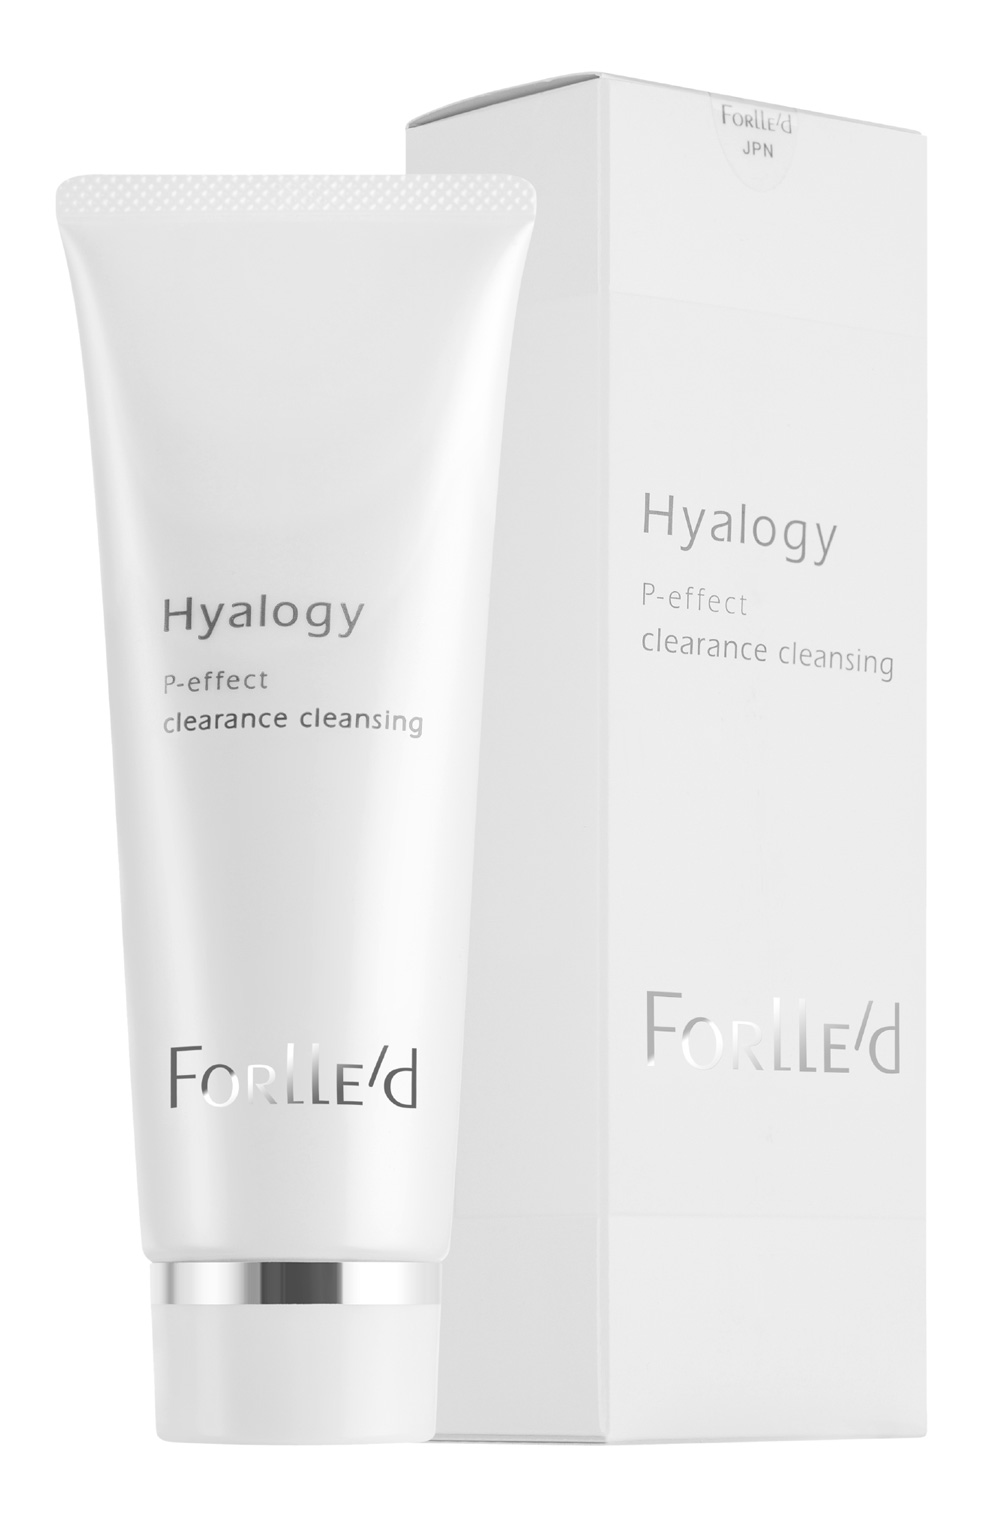 Forlle'd
JPN
Hyalogy
P-effect
clearance cleansing
Forlle'd
Hyalogy
P-effect
clearance cleansing
Forlle'd